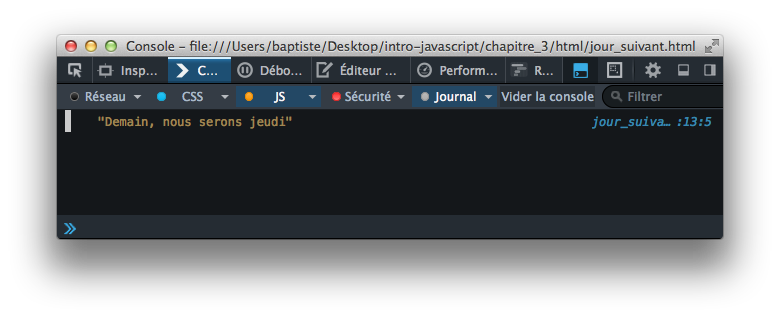 Console – file:///Users/baptiste/Desktop/intro-javascript/chapitre_3/html/jour_suivant.html
Insp… C… Débo… Éditeur … Perform… R…
Réseau CSS JS Sécurité Journal Vider la console Filtrer
"Demain, nous serons jeudi" jour_suiva… :13:5